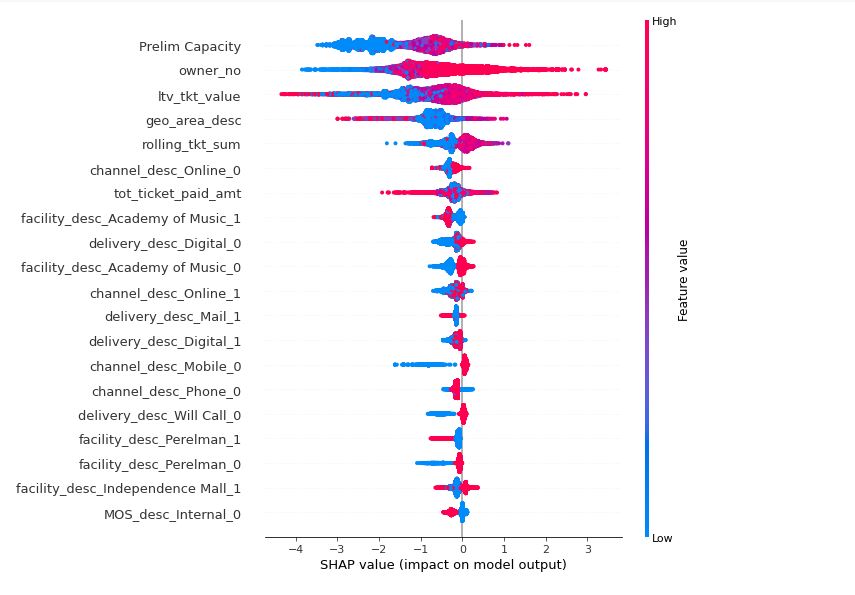 High
Prelim Capacity
owner_no
ltv_tkt_value
geo_area_desc
rolling_tkt_sum
channel_desc_Online_0
tot_ticket_paid_amt
facility_desc_Academy of Music_1
delivery_desc_Digital_0
facility_desc_Academy of Music_0
channel_desc_Online_1
delivery_desc_Mail_1
delivery_desc_Digital_1
channel_desc_Mobile_0
channel_desc_Phone_0
delivery_desc_Will Call_0
facility_desc_Perelman_1
facility_desc_Perelman_0
facility_desc_Independence Mall_1
MOS_desc_Internal_0
Feature value
Low
−4 −3 −2 −1 0 1 2 3
SHAP value (impact on model output)